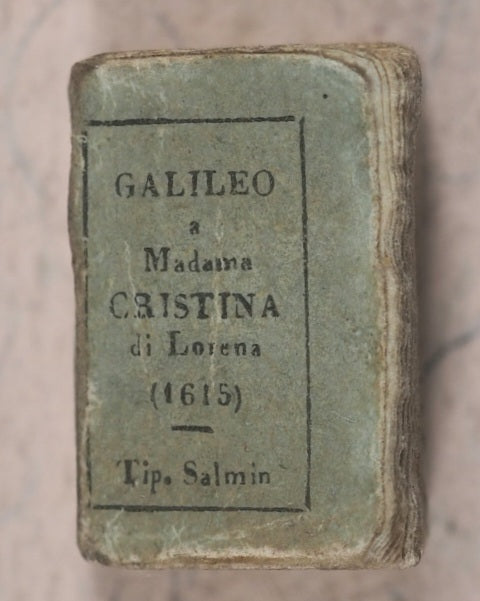 GALILEO
a
Madama
CRISTINA
di Lorena
(1615)
Tip. Salmin